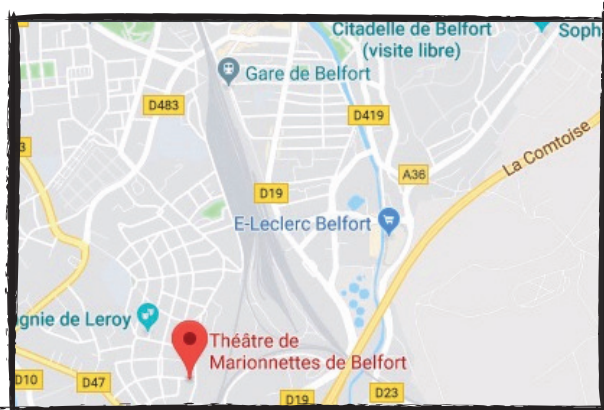 Citadelle de Belfort
(visite libre)
Soph
Gare de Belfort
D483
D419
3
La Comtoise
A36
D19
E-Leclerc Belfort
gnie de Leroy
Théâtre de
Marionnettes de Belfort
D10
D47
D19
D23